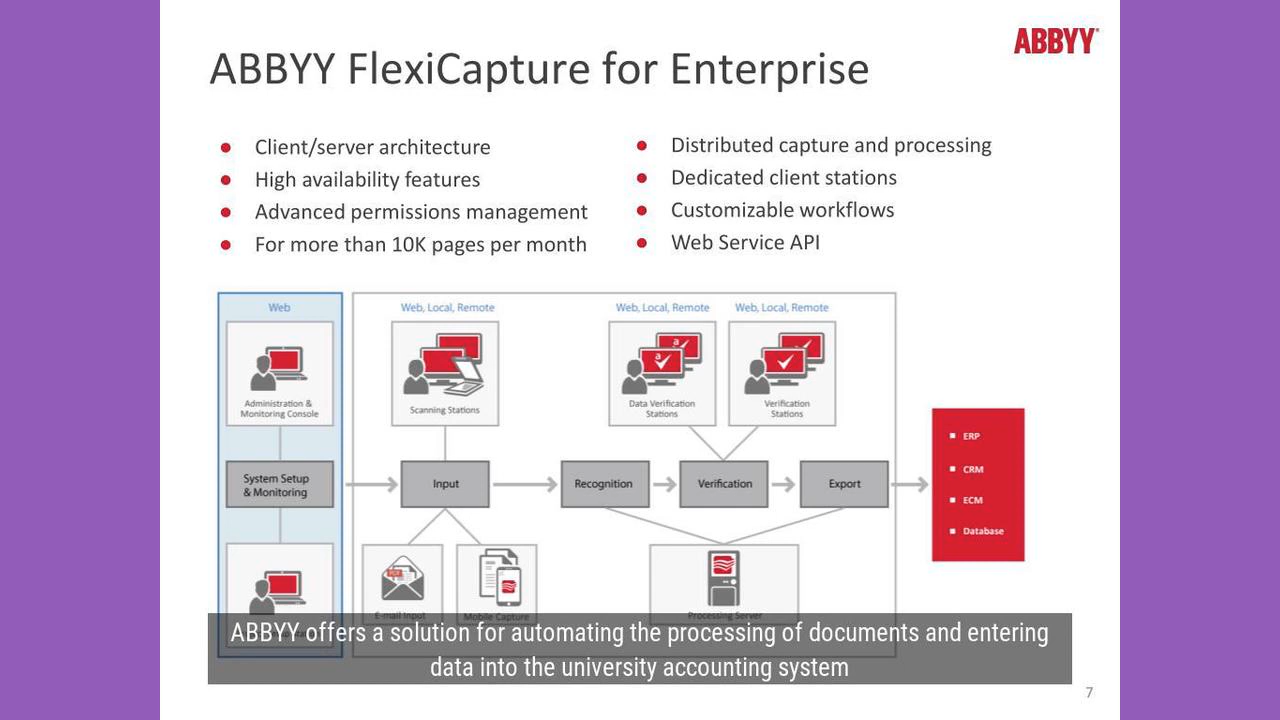 ABBYY
ABBYY FlexiCapture for Enterprise
Client/server architecture
High availability features
Advanced permissions management
For more than 10K pages per month
Distributed capture and processing
Dedicated client stations
Customizable workflows
Web Service API
Web
Web, Local, Remote
Web, Local, Remote
Web, Local, Remote
Administration &
Monitoring Console
Scanning Stations
a
a
Data Verification
Stations
Verification
Stations
System Setup
& Monitoring
Input
Recognition
Verification
Export
ERP
CRM
ECM
Database
E-mail Input
Mobile Capture
Processing Server
ABBYY offers a solution for automating the processing of documents and entering
data into the university accounting system
7